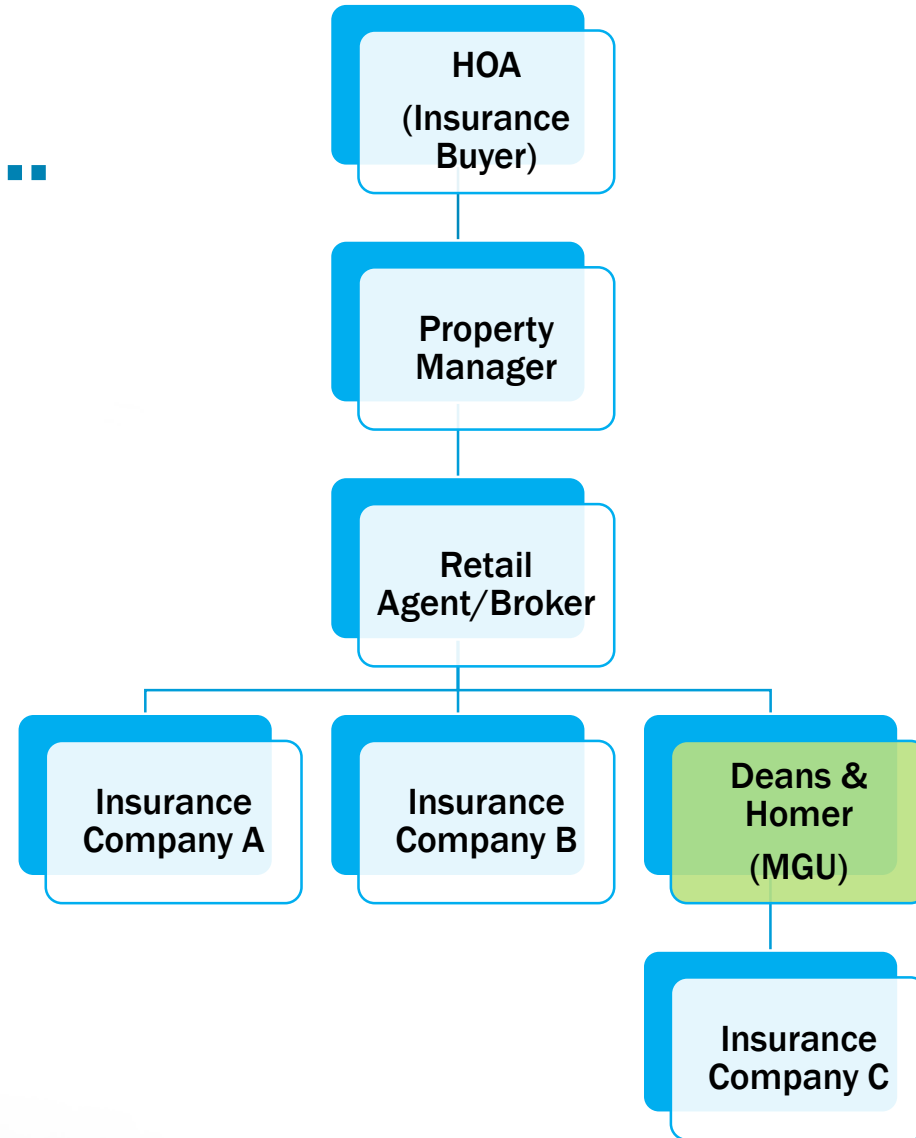 HOA
(Insurance
Buyer)
Property
Manager
Retail
Agent/Broker
Insurance
Company A
Insurance
Company B
Deans &
Homer
(MGU)
Insurance
Company C